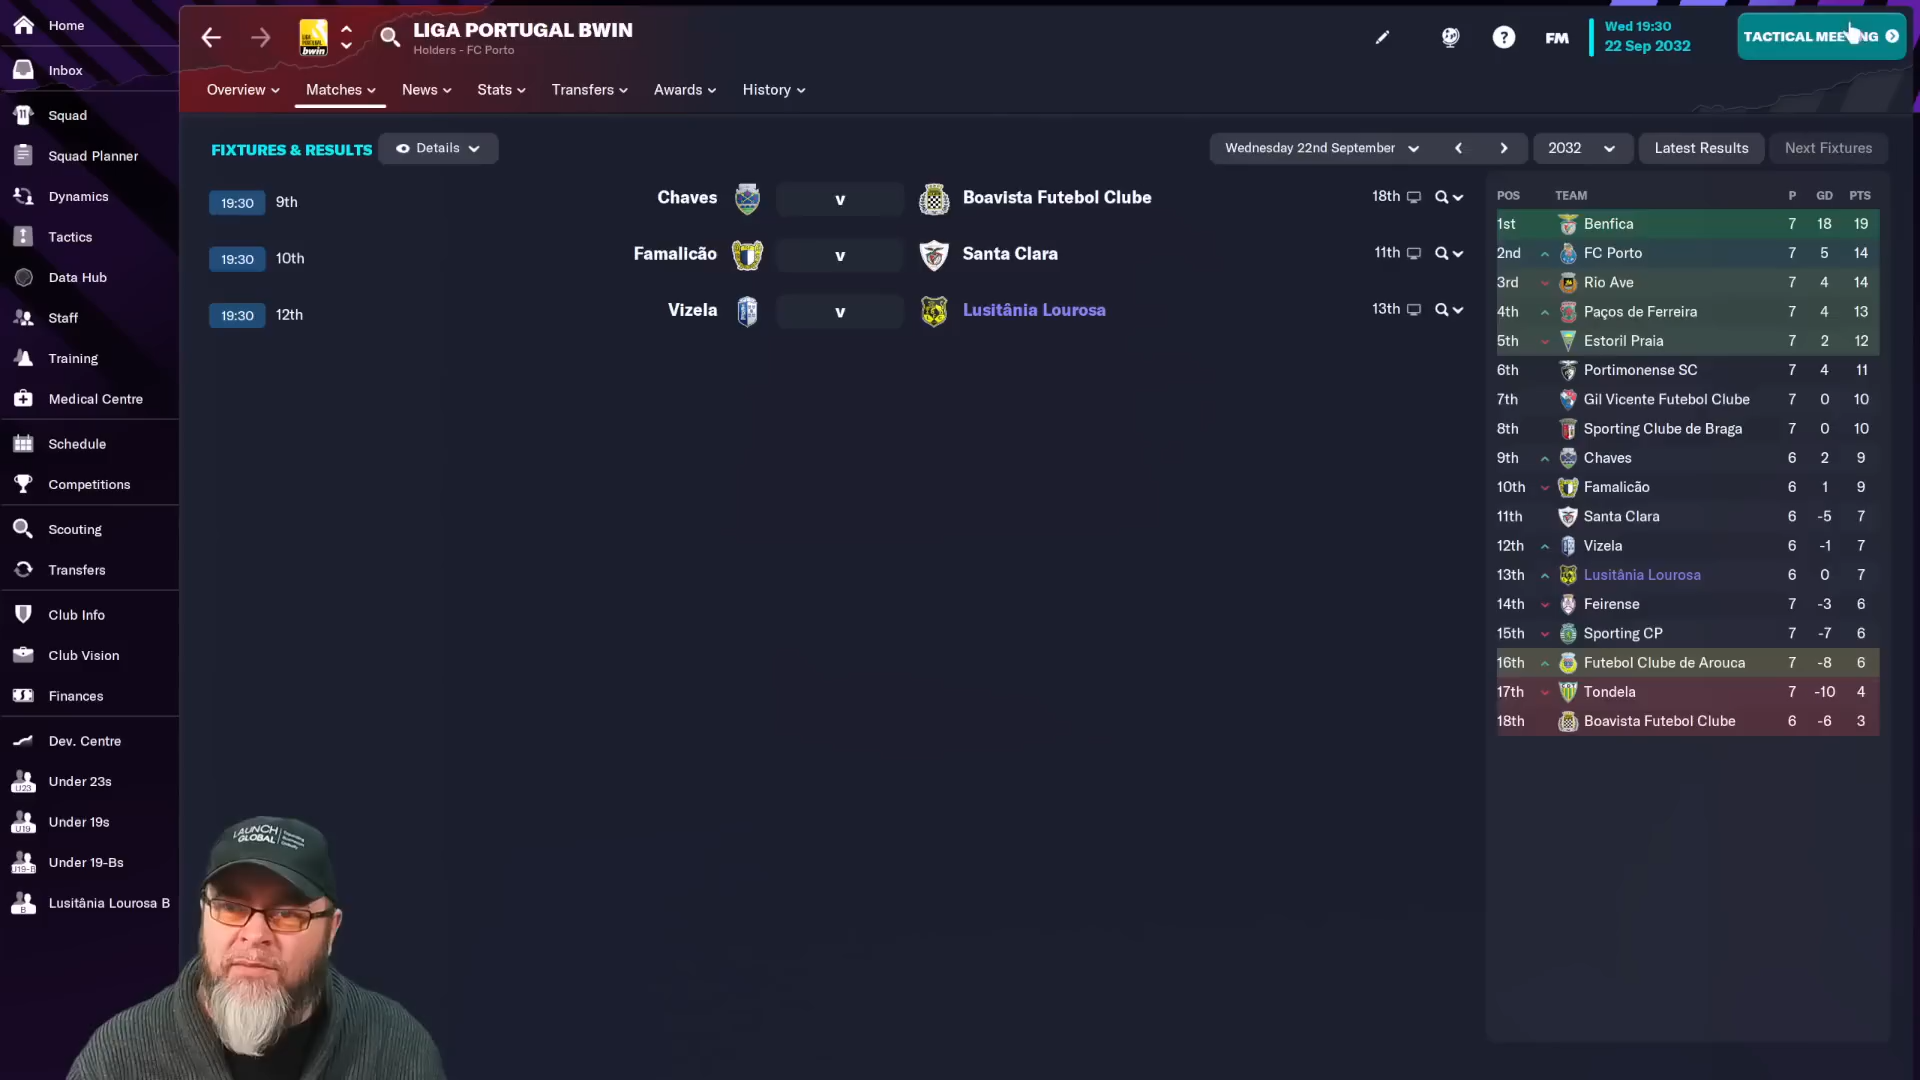 Home
Inbox
Squad
Squad Planner
Dynamics
Tactics
Data Hub
Staff
Training
Medical Centre
Schedule
Competitions
Scouting
Transfers
Club Info
Club Vision
Finances
Dev. Centre
Under 23s
Under 19s
Under 19-Bs
Lusitânia Lourosa B
LIGA PORTUGAL BWIN
Holders - FC Porto
FM
Wed 19:30
22 Sep 2032
Overview Matches News Stats Transfers Awards History
FIXTURES & RESULTS Details
Wednesday 22nd September 2032 Latest Results Next Fixtures
19:30 9th Chaves v Boavista Futebol Clube 18th
19:30 10th Famalicão v Santa Clara 11th
19:30 12th Vizela v Lusitânia Lourosa 13th
POS TEAM P GD PTS
1st Benfica 7 18 19
2nd FC Porto 7 5 14
3rd Rio Ave 7 4 14
4th Paços de Ferreira 7 4 13
5th Estoril Praia 7 2 12
6th Portimonense SC 7 4 11
7th Gil Vicente Futebol Clube 7 0 10
8th Sporting Clube de Braga 7 0 10
9th Chaves 6 2 9
10th Famalicão 6 1 9
11th Santa Clara 6 -5 7
12th Vizela 6 -1 7
13th Lusitânia Lourosa 6 0 7
14th Feirense 7 -3 6
15th Sporting CP 7 -7 6
16th Futebol Clube de Arouca 7 -8 6
17th Tondela 7 -10 4
18th Boavista Futebol Clube 6 -6 3
LAUNCH
GLOBAL